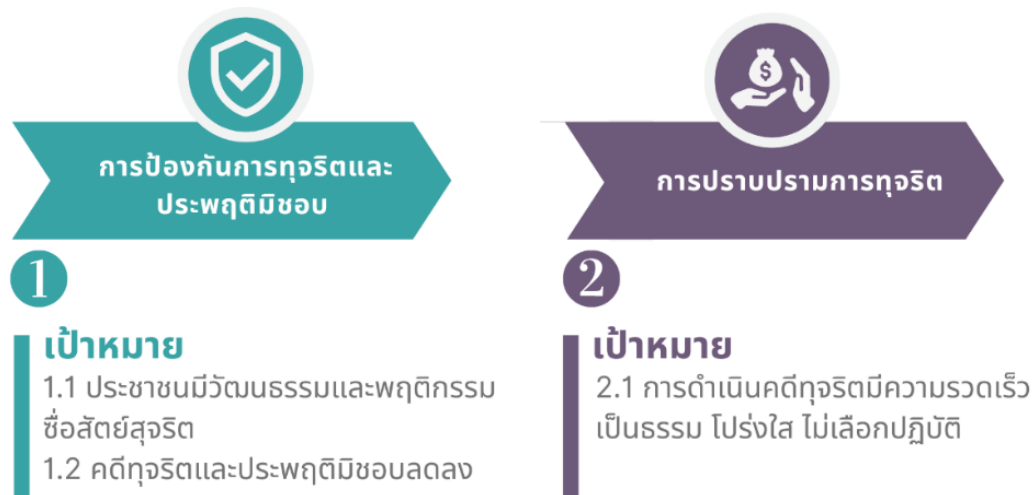 การป้องกันการทุจริตและ
ประพฤติมิชอบ
1
เป้าหมาย
1.1 ประชาชนมีวัฒนธรรมและพฤติกรรม
ซื่อสัตย์สุจริต
1.2 คดีทุจริตและประพฤติมิชอบลดลง
$
การปราบปรามการทุจริต
2
เป้าหมาย
2.1 การดำเนินคดีทุจริตมีความรวดเร็ว
เป็นธรรม โปร่งใส ไม่เลือกปฏิบัติ